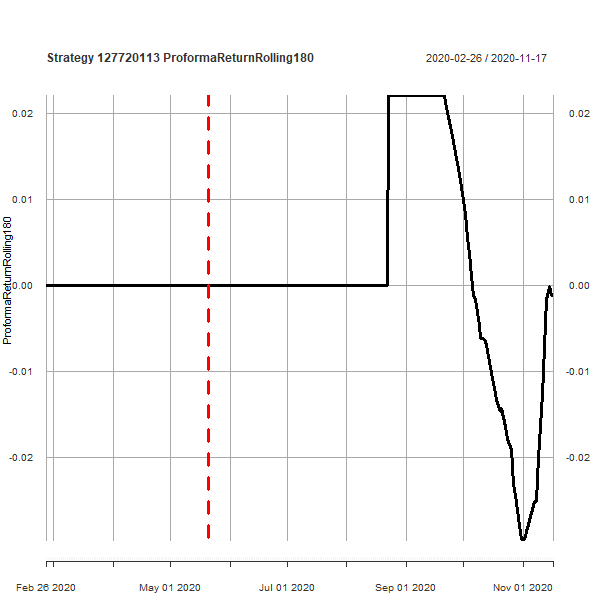 Strategy 127720113 ProformaReturnRolling180
2020-02-26 / 2020-11-17
ProformaReturnRolling180
0.02
0.01
0.00
-0.01
-0.02
0.02
0.01
0.00
-0.01
-0.02
Feb 26 2020
May 01 2020
Jul 01 2020
Sep 01 2020
Nov 01 2020